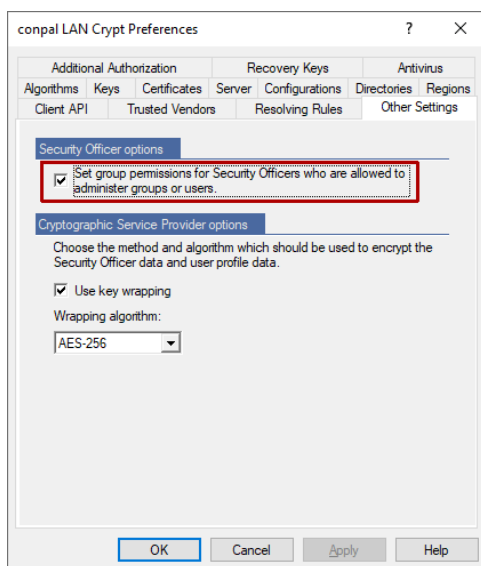 conpal LAN Crypt Preferences ? ×
Additional Authorization Recovery Keys Antivirus
Algorithms Keys Certificates Server Configurations Directories Regions
Client API Trusted Vendors Resolving Rules Other Settings
Security Officer options
Set group permissions for Security Officers who are allowed to
administer groups or users.
Cryptographic Service Provider options
Choose the method and algorithm which should be used to encrypt the
Security Officer data and user profile data.
Use key wrapping
Wrapping algorithm:
AES-256
OK Cancel Apply Help